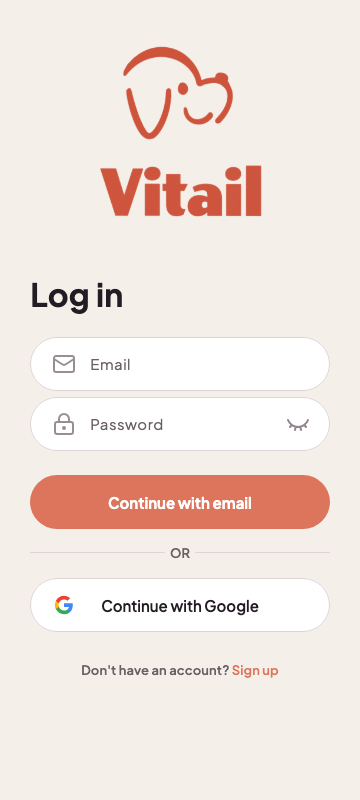 Vitail
Log in
Email
Password
Continue with email
OR
Continue with Google
Don't have an account? Sign up